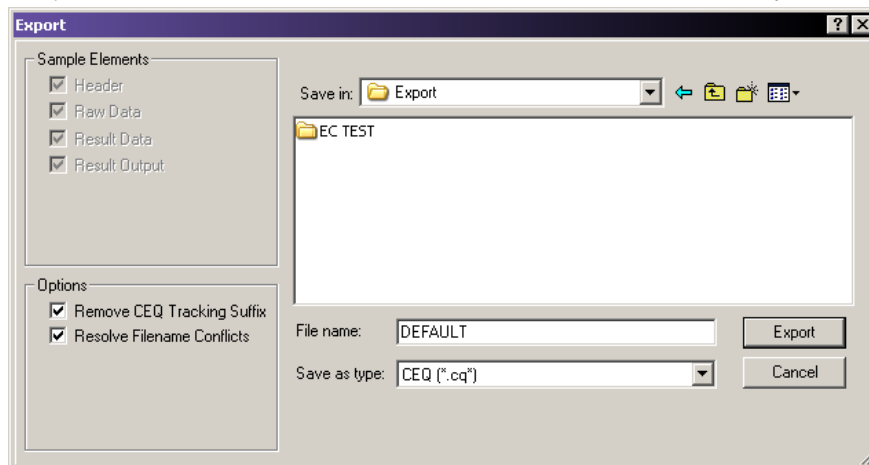 Export
Sample Elements
Header
Raw Data
Result Data
Result Output
Options
Remove CEQ Tracking Suffix
Resolve Filename Conflicts
Save in: Export
EC TEST
File name: DEFAULT
Export
Save as type: CEQ (*.cq*)
Cancel